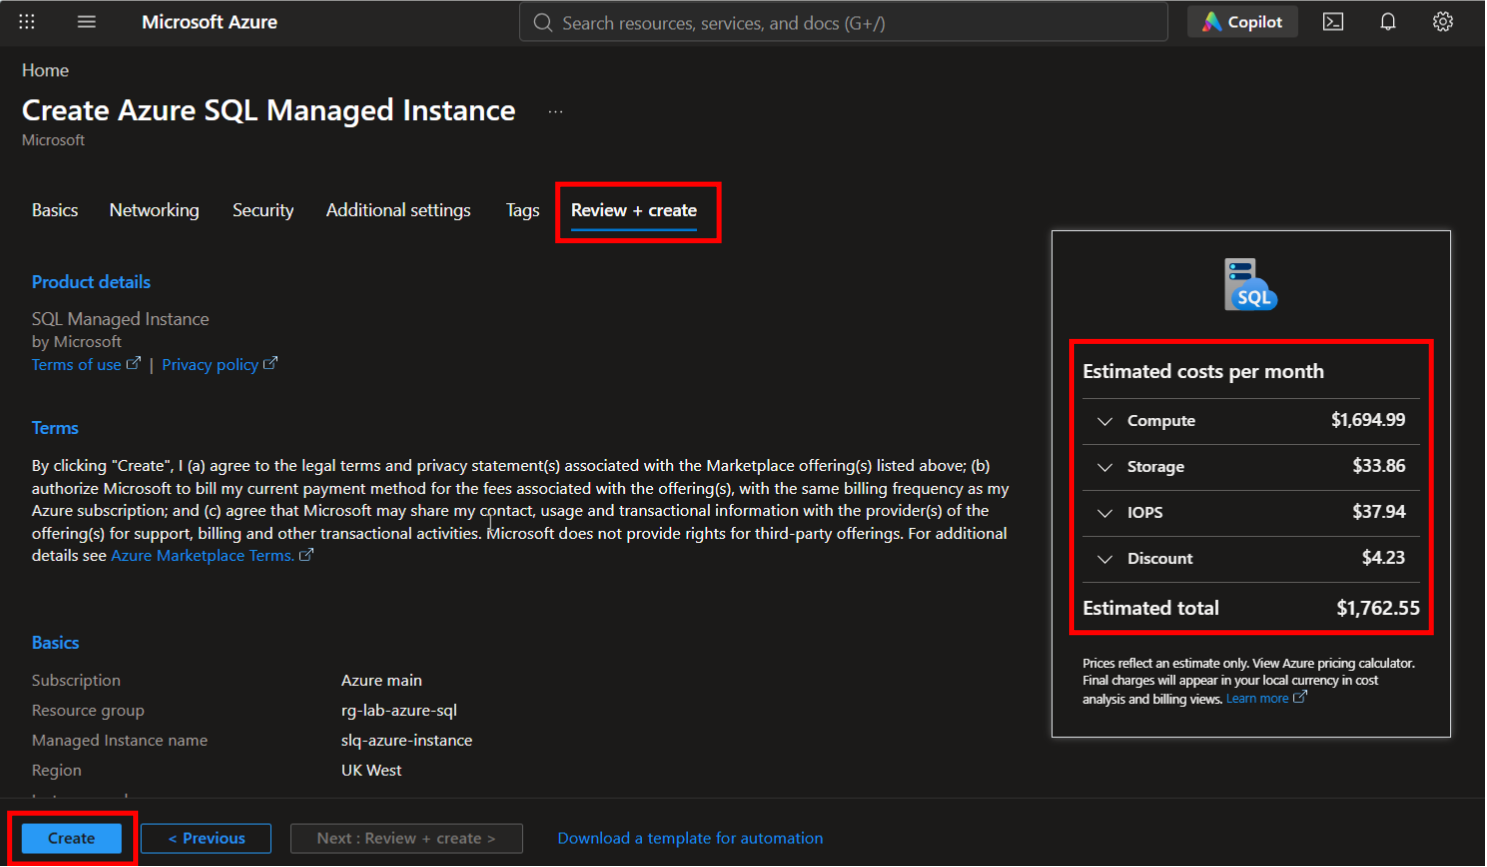 Microsoft Azure
Search resources, services, and docs (G+/)
Copilot
Home
Create Azure SQL Managed Instance ...
Microsoft
Basics Networking Security Additional settings Tags Review + create
Product details
SQL Managed Instance
by Microsoft
Terms of use | Privacy policy
Terms
By clicking "Create", I (a) agree to the legal terms and privacy statement(s) associated with the Marketplace offering(s) listed above; (b)
authorize Microsoft to bill my current payment method for the fees associated with the offering(s), with the same billing frequency as my
Azure subscription; and (c) agree that Microsoft may share my contact, usage and transactional information with the provider(s) of the
offering(s) for support, billing and other transactional activities. Microsoft does not provide rights for third-party offerings. For additional
details see Azure Marketplace Terms.
Basics
Subscription Azure main
Resource group rg-lab-azure-sql
Managed Instance name slq-azure-instance
Region UK West
SQL
Estimated costs per month
Compute $1,694.99
Storage $33.86
IOPS $37.94
Discount $4.23
Estimated total $1,762.55
Prices reflect an estimate only. View Azure pricing calculator.
Final charges will appear in your local currency in cost
analysis and billing views. Learn more
Create < Previous Next : Review + create > Download a template for automation